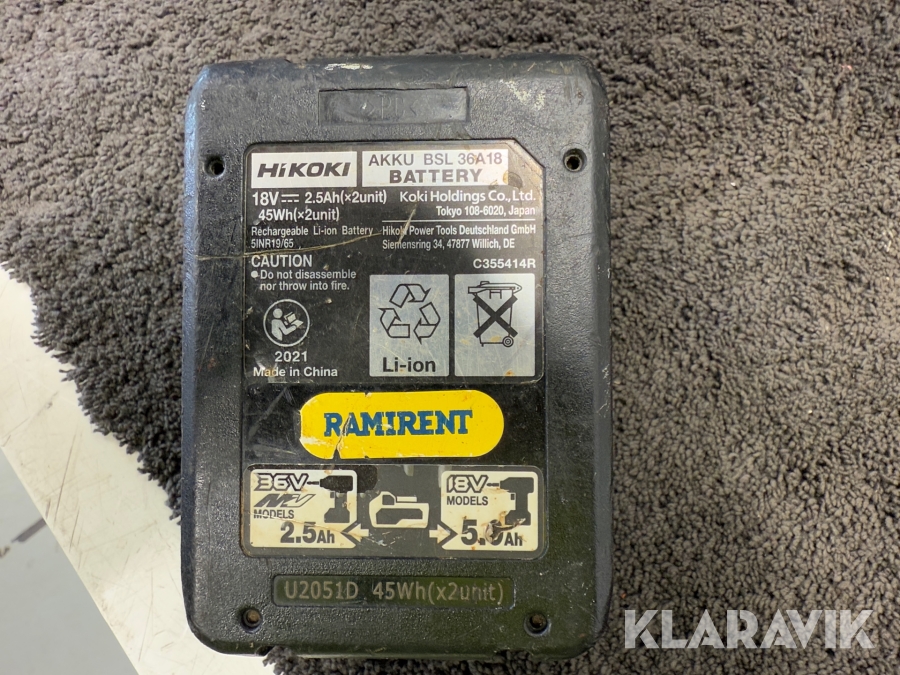 HiKOKI
AKKU BSL 36A18
BATTERY
18V 2.5Ah(×2unit)
45Wh(×2unit)
Koki Holdings Co.,Ltd.
Tokyo 108-6020, Japan
Rechargeable Li-ion Battery
5INR19/65
Hikoki Power Tools Deutschland GmbH
Siemensring 34, 47877 Willich, DE
CAUTION
Do not disassemble
nor throw into fire.
C355414R
2021
Made in China
Li-ion
RAMIRENT
36V
MV
MODELS
2.5Ah
18V
MODELS
5.0Ah
U2051D 45Wh(x2unit)
KLARAVIK